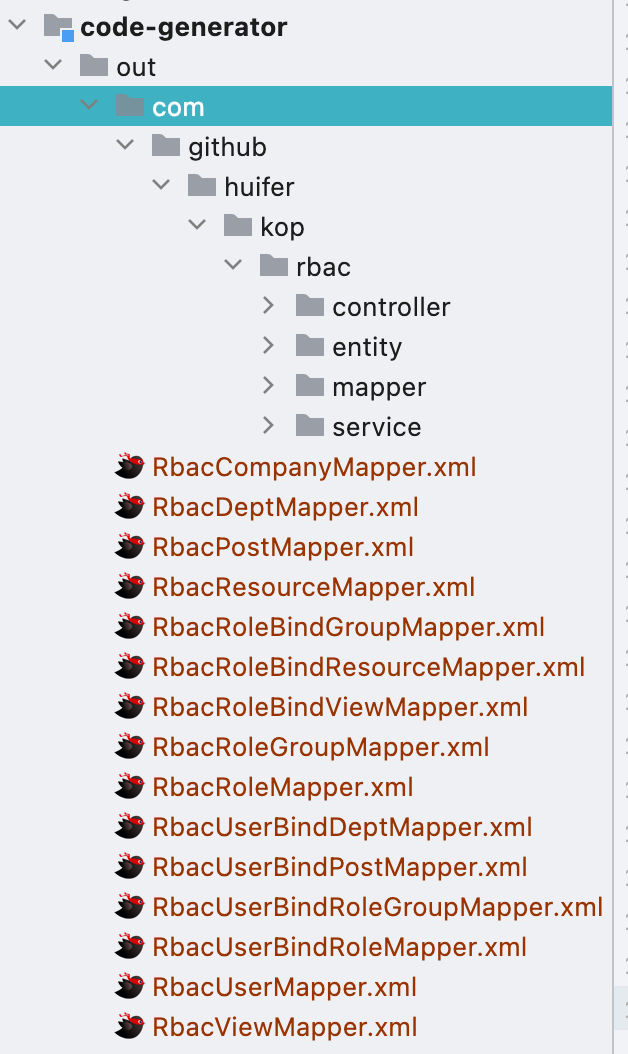 code-generator
out
com
github
huifer
kop
rbac
controller
entity
mapper
service
RbacCompanyMapper.xml
RbacDeptMapper.xml
RbacPostMapper.xml
RbacResourceMapper.xml
RbacRoleBindGroupMapper.xml
RbacRoleBindResourceMapper.xml
RbacRoleBindViewMapper.xml
RbacRoleGroupMapper.xml
RbacRoleMapper.xml
RbacUserBindDeptMapper.xml
RbacUserBindPostMapper.xml
RbacUserBindRoleGroupMapper.xml
RbacUserBindRoleMapper.xml
RbacUserMapper.xml
RbacViewMapper.xml